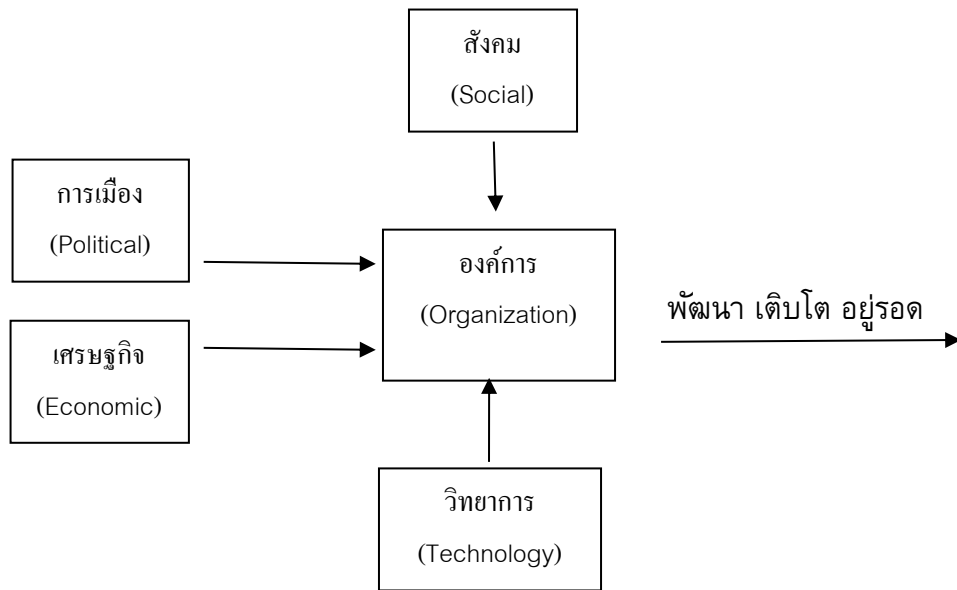 สังคม
(Social)
การเมือง
(Political)
องค์การ
(Organization)
พัฒนา เติบโต อยู่รอด
เศรษฐกิจ
(Economic)
วิทยาการ
(Technology)